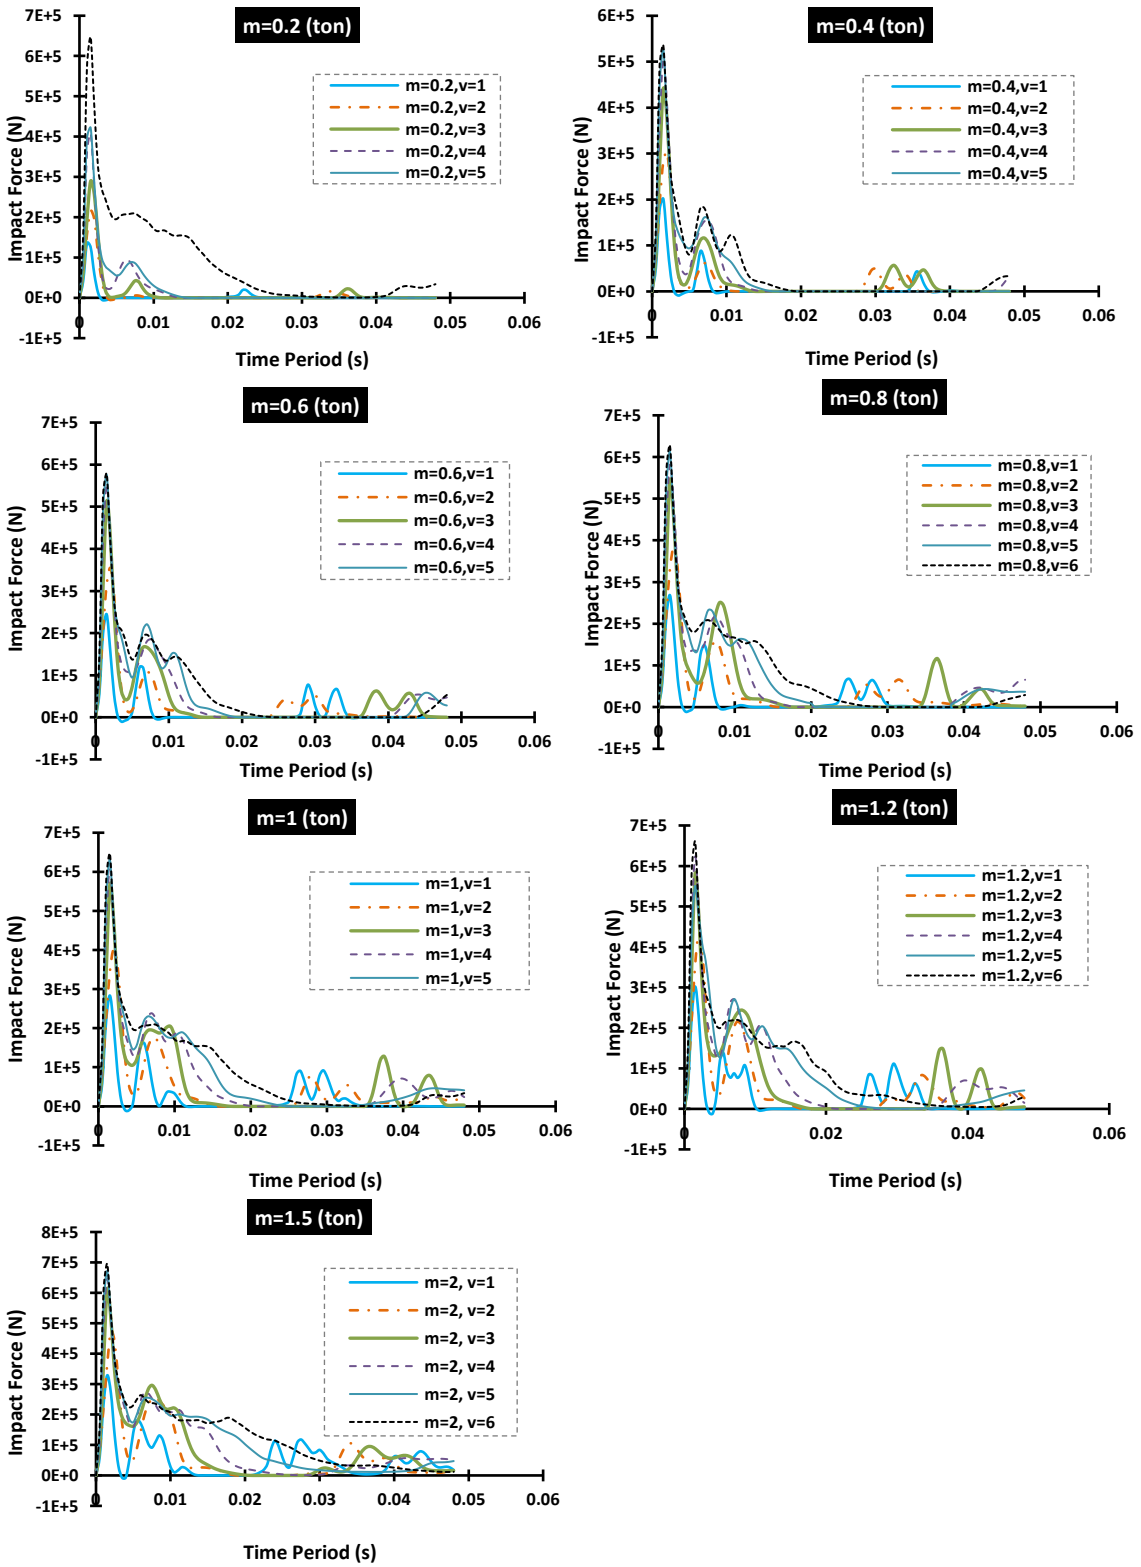 m=0.2 (ton)
7E+5
6E+5
5E+5
4E+5
3E+5
2E+5
1E+5
0E+0
-1E+5
Impact Force (N)
m=0.2,v=1
m=0.2,v=2
m=0.2,v=3
m=0.2,v=4
m=0.2,v=5
0
0.01
0.02
0.03
0.04
0.05
0.06
Time Period (s)
m=0.4 (ton)
6E+5
5E+5
4E+5
3E+5
2E+5
1E+5
0E+0
-1E+5
Impact Force (N)
m=0.4,v=1
m=0.4,v=2
m=0.4,v=3
m=0.4,v=4
m=0.4,v=5
0
0.01
0.02
0.03
0.04
0.05
0.06
Time Period (s)
m=0.6 (ton)
7E+5
6E+5
5E+5
4E+5
3E+5
2E+5
1E+5
0E+0
-1E+5
Impact Force (N)
m=0.6,v=1
m=0.6,v=2
m=0.6,v=3
m=0.6,v=4
m=0.6,v=5
0
0.01
0.02
0.03
0.04
0.05
0.06
Time Period (s)
m=0.8 (ton)
7E+5
6E+5
5E+5
4E+5
3E+5
2E+5
1E+5
0E+0
-1E+5
Impact Force (N)
m=0.8,v=1
m=0.8,v=2
m=0.8,v=3
m=0.8,v=4
m=0.8,v=5
m=0.8,v=6
0
0.01
0.02
0.03
0.04
0.05
0.06
Time Period (s)
m=1 (ton)
7E+5
6E+5
5E+5
4E+5
3E+5
2E+5
1E+5
0E+0
-1E+5
Impact Force (N)
m=1,v=1
m=1,v=2
m=1,v=3
m=1,v=4
m=1,v=5
0
0.01
0.02
0.03
0.04
0.05
0.06
Time Period (s)
m=1.2 (ton)
7E+5
6E+5
5E+5
4E+5
3E+5
2E+5
1E+5
0E+0
-1E+5
Impact Force (N)
m=1.2,v=1
m=1.2,v=2
m=1.2,v=3
m=1.2,v=4
m=1.2,v=5
m=1.2,v=6
0
0.02
0.04
0.06
Time Period (s)
m=1.5 (ton)
8E+5
7E+5
6E+5
5E+5
4E+5
3E+5
2E+5
1E+5
0E+0
-1E+5
Impact Force (N)
m=2, v=1
m=2, v=2
m=2, v=3
m=2, v=4
m=2, v=5
m=2, v=6
0
0.01
0.02
0.03
0.04
0.05
0.06
Time Period (s)